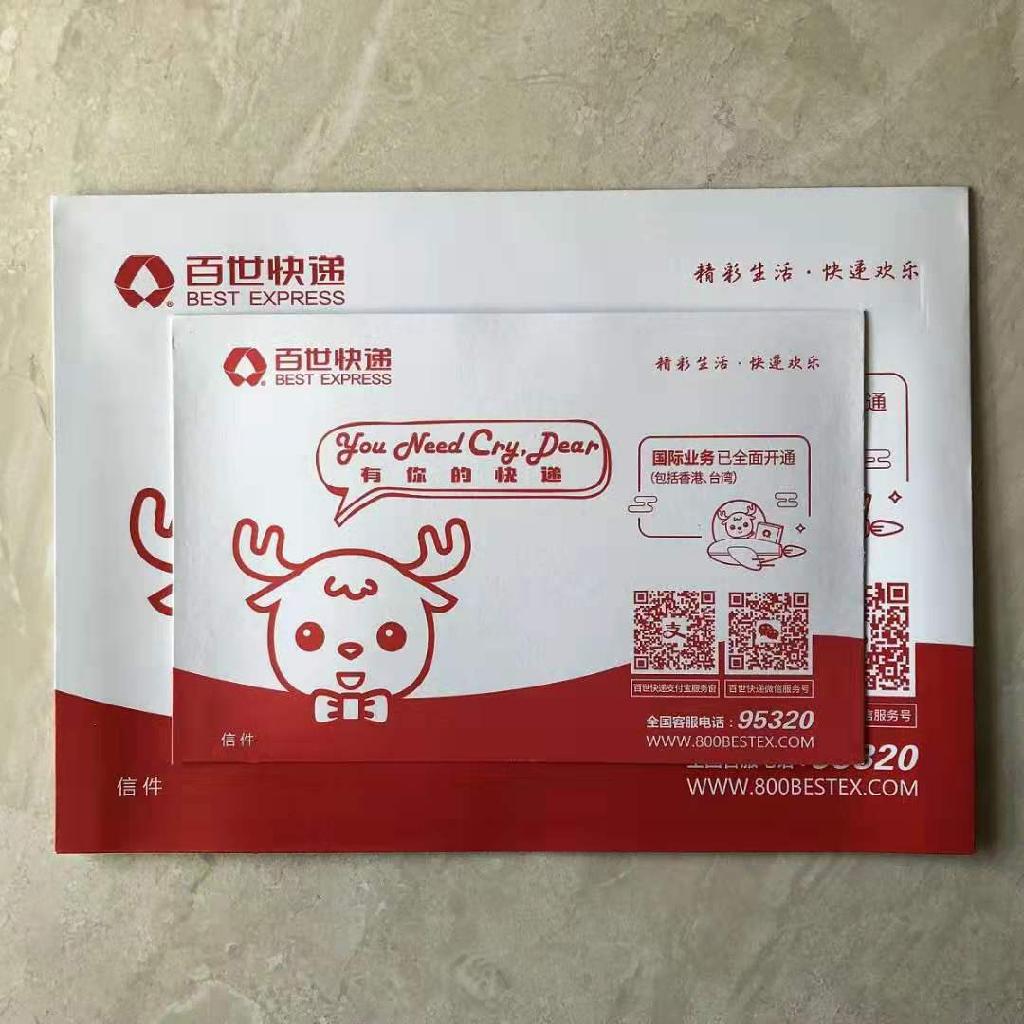 百世快递
BEST EXPRESS
精彩生活·快递欢乐
百世快递
BEST EXPRESS
精彩生活·快递欢乐
You Need Cry, Dear
有你的快递
国际业务已全面开通
(包括香港、台湾)
通
支
百世快递支付宝服务窗
百世快递微信服务号
信服务号
全国客服电话:95320
WWW.800BESTEX.COM
信件
320
WWW.800BESTEX.COM
信件